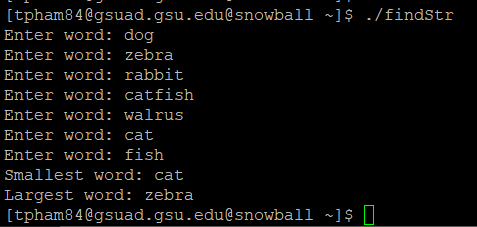 [tpham84@gsuad.gsu.edu@snowball ~]$ ./findStr
Enter word: dog
Enter word: zebra
Enter word: rabbit
Enter word: catfish
Enter word: walrus
Enter word: cat
Enter word: fish
Smallest word: cat
Largest word: zebra
[tpham84@gsuad.gsu.edu@snowball ~]$